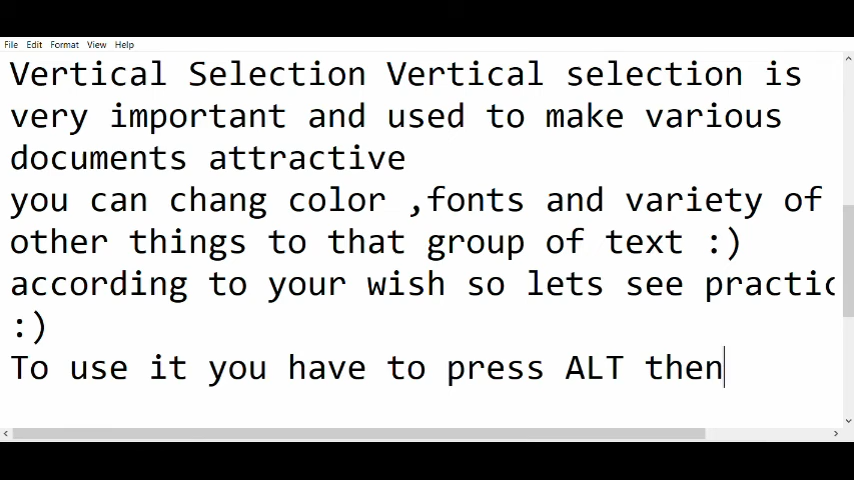 File Edit Format View Help
Vertical Selection Vertical selection is
very important and used to make various
documents attractive
you can chang color ,fonts and variety of
other things to that group of text :)
according to your wish so lets see practic
:)
To use it you have to press ALT then